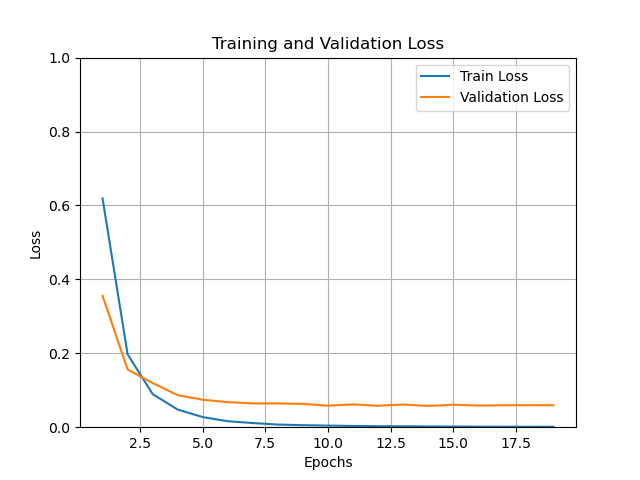 Training and Validation Loss
Train Loss
Validation Loss
1.0
0.8
0.6
0.4
0.2
0.0
Loss
2.5 5.0 7.5 10.0 12.5 15.0 17.5
Epochs